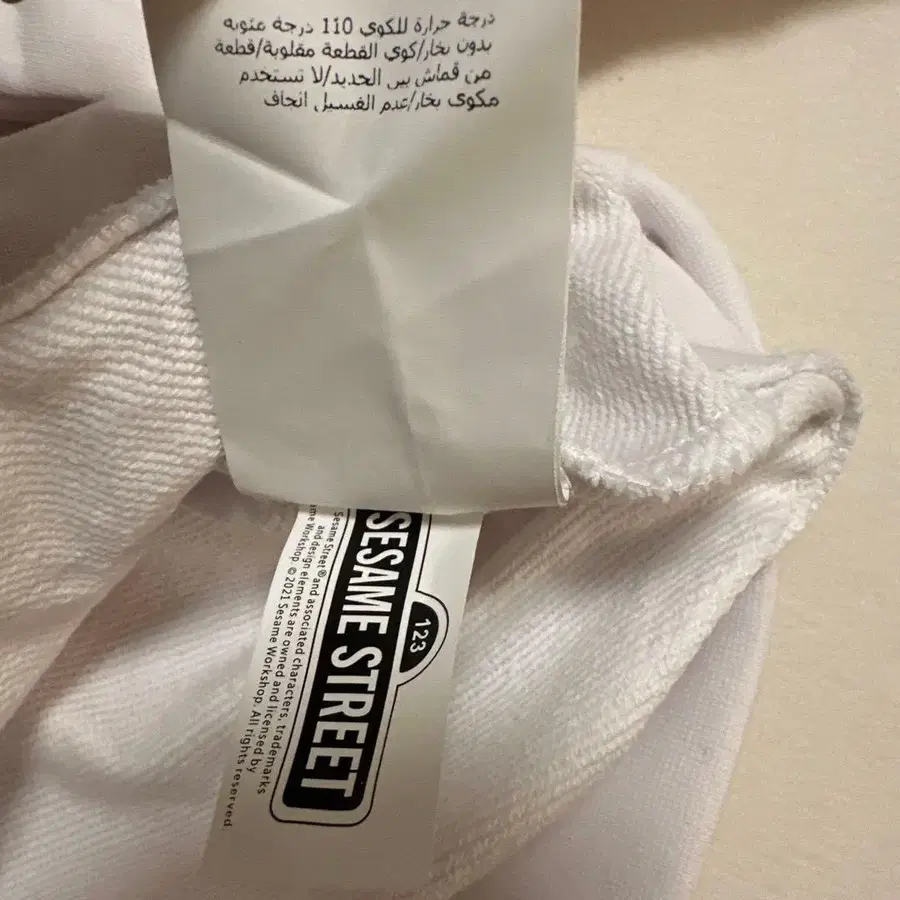 درجة حرارة للكوي 110 درجة مئويه
بدون بخار/كوي القطعة مقلوبة/قطعة
من قماش بين الحديد/لا تستخدم
مكوى بخار/عدم الغسيل الجاف
SESAME STREET
123
Sesame Street® and associated characters, trademarks
and design elements are owned and licensed by
Sesame Workshop. © 2021 Sesame Workshop. All rights reserved.